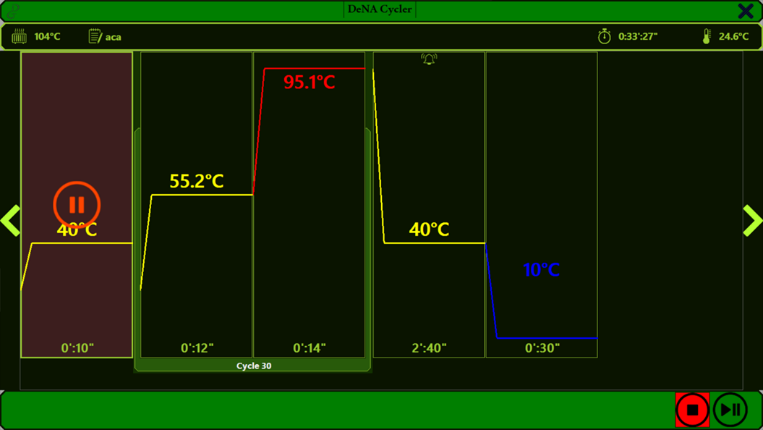 DeNA Cycler
104°C aca 0:33':27" 24.6°C
95.1°C
55.2°C
40°C 40°C
10°C
0':10" 0':12" 0':14" 2':40" 0':30"
Cycle 30